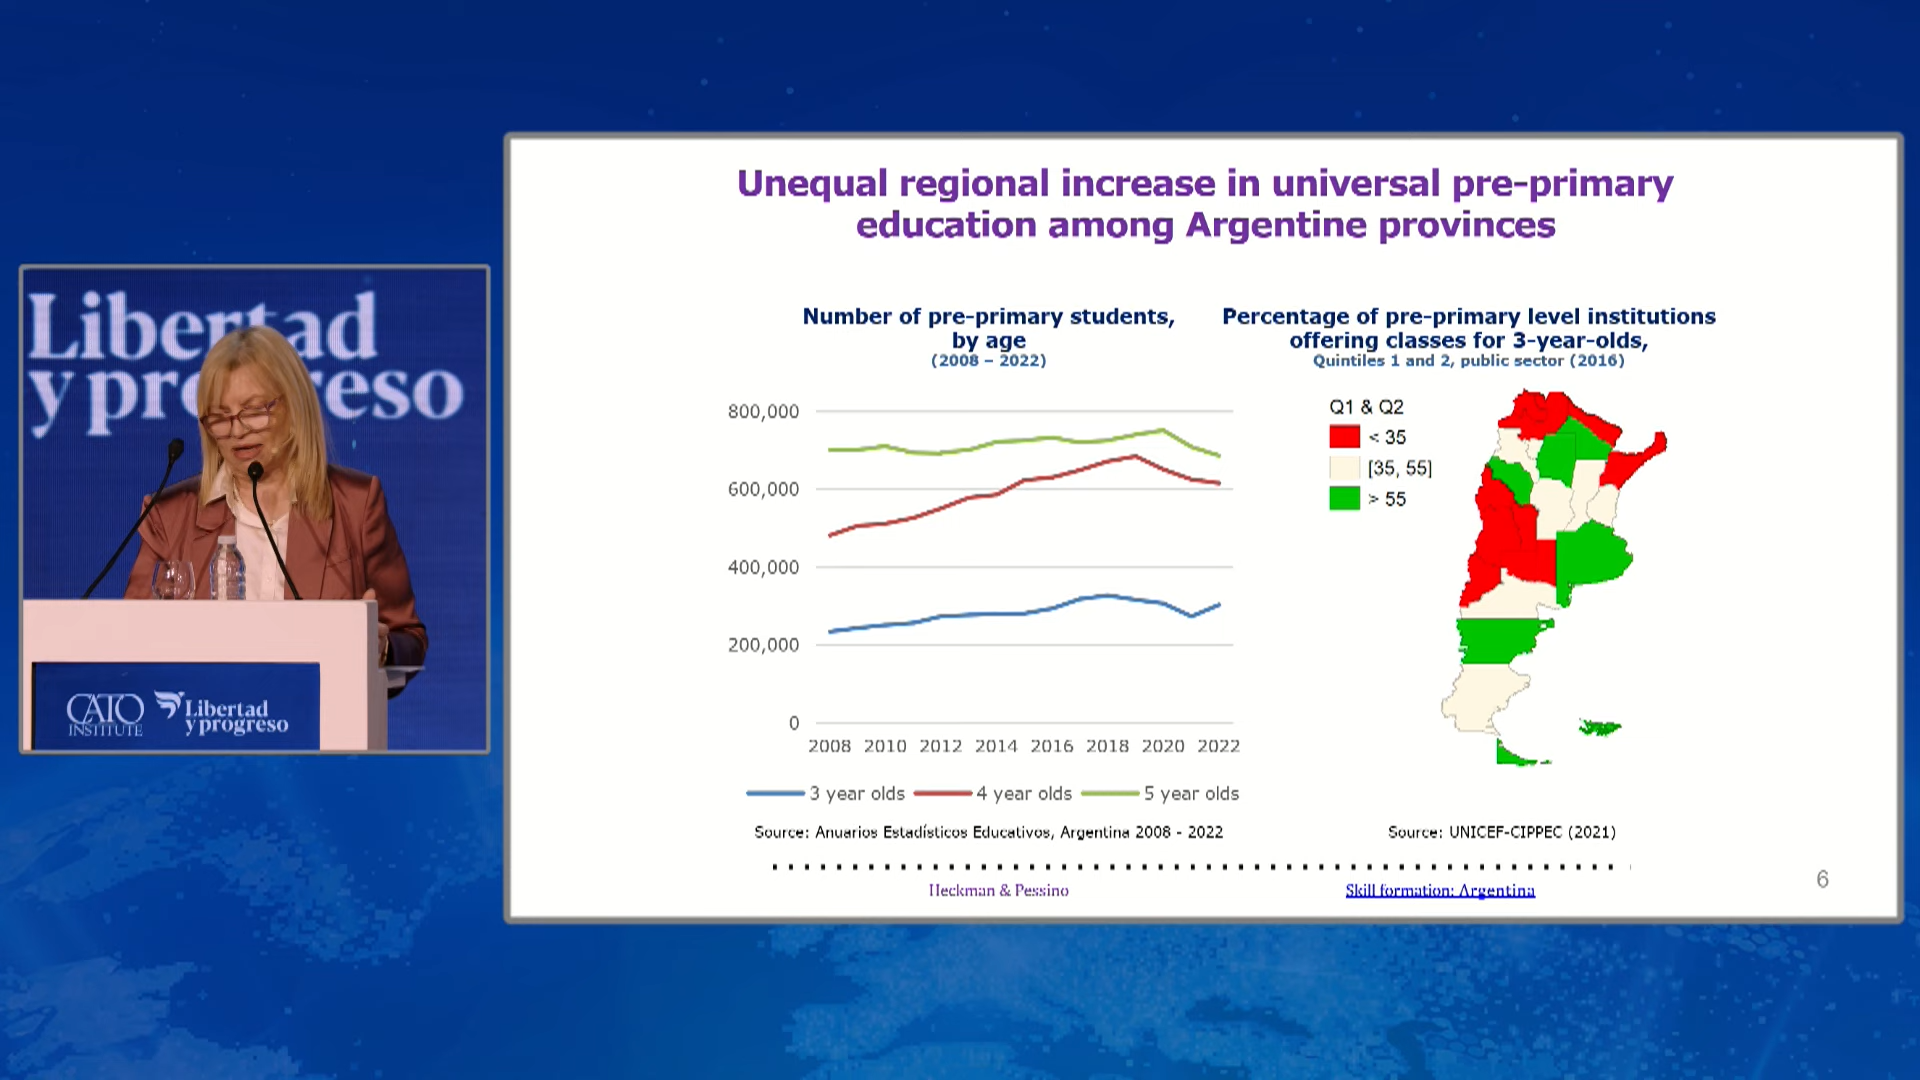 Libertad
y progreso
CATO
INSTITUTE
Libertad
y progreso
Unequal regional increase in universal pre-primary
education among Argentine provinces
Number of pre-primary students,
by age
(2008 – 2022)
800,000
600,000
400,000
200,000
0
2008 2010 2012 2014 2016 2018 2020 2022
3 year olds 4 year olds 5 year olds
Source: Anuarios Estadísticos Educativos, Argentina 2008 - 2022
Percentage of pre-primary level institutions
offering classes for 3-year-olds,
Quintiles 1 and 2, public sector (2016)
Q1 & Q2
< 35
[35, 55]
> 55
Source: UNICEF-CIPPEC (2021)
Heckman & Pessino
Skill formation: Argentina
6